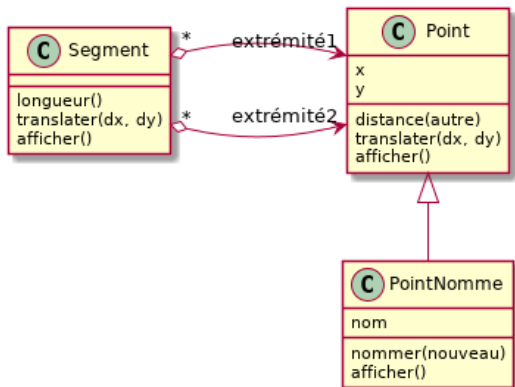 C Segment
longueur()
translater(dx, dy)
afficher()
* extrémité1
* extrémité2
C Point
x
y
distance(autre)
translater(dx, dy)
afficher()
C PointNomme
nom
nommer(nouveau)
afficher()